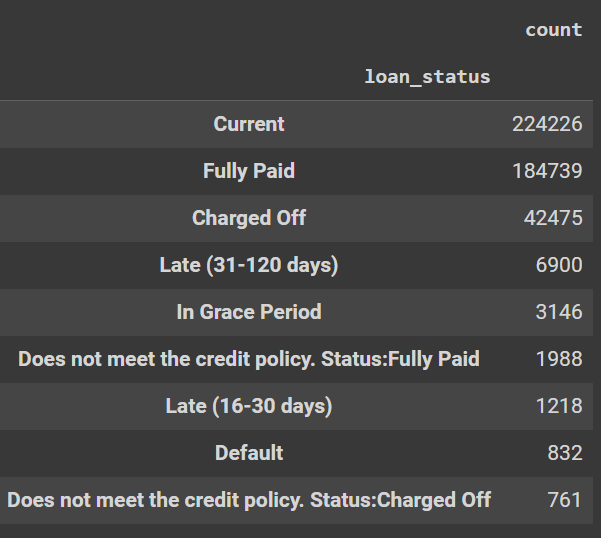 count
loan_status
Current 224226
Fully Paid 184739
Charged Off 42475
Late (31-120 days) 6900
In Grace Period 3146
Does not meet the credit policy. Status:Fully Paid 1988
Late (16-30 days) 1218
Default 832
Does not meet the credit policy. Status:Charged Off 761